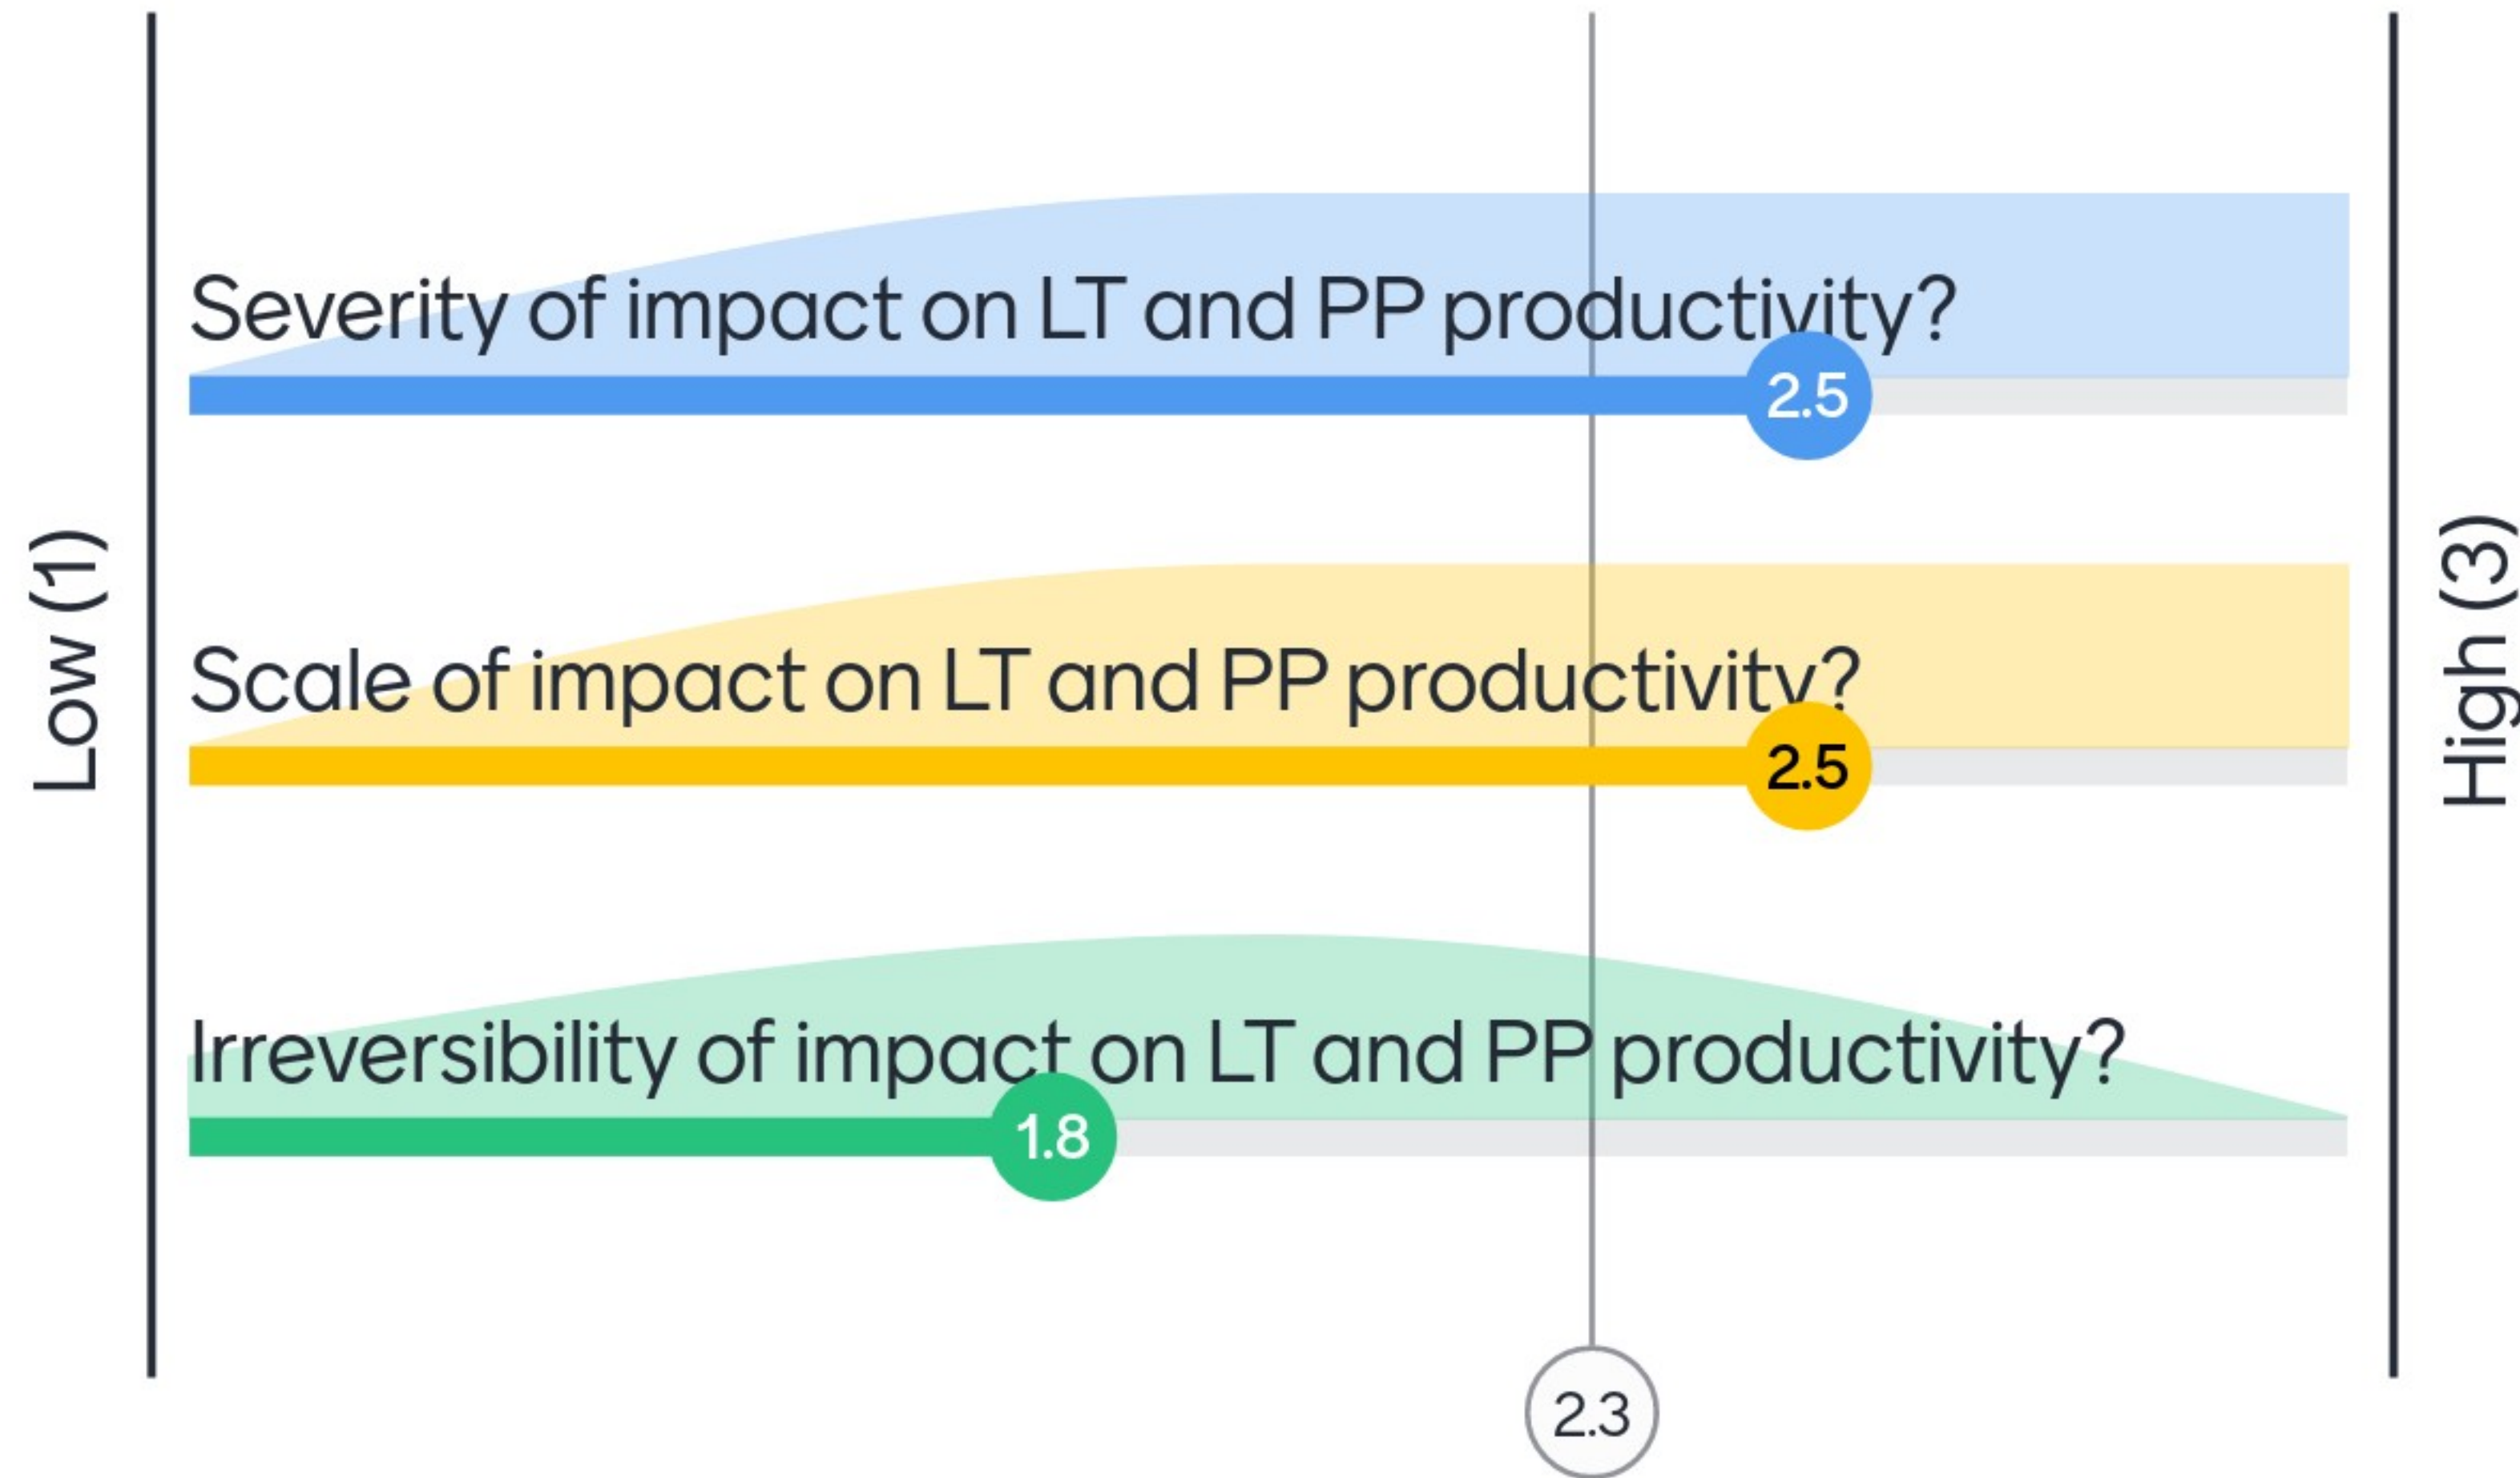 Low (1)
Severity of impact on LT and PP productivity?
2.5
Scale of impact on LT and PP productivity?
2.5
Irreversibility of impact on LT and PP productivity?
1.8
High (3)
2.3